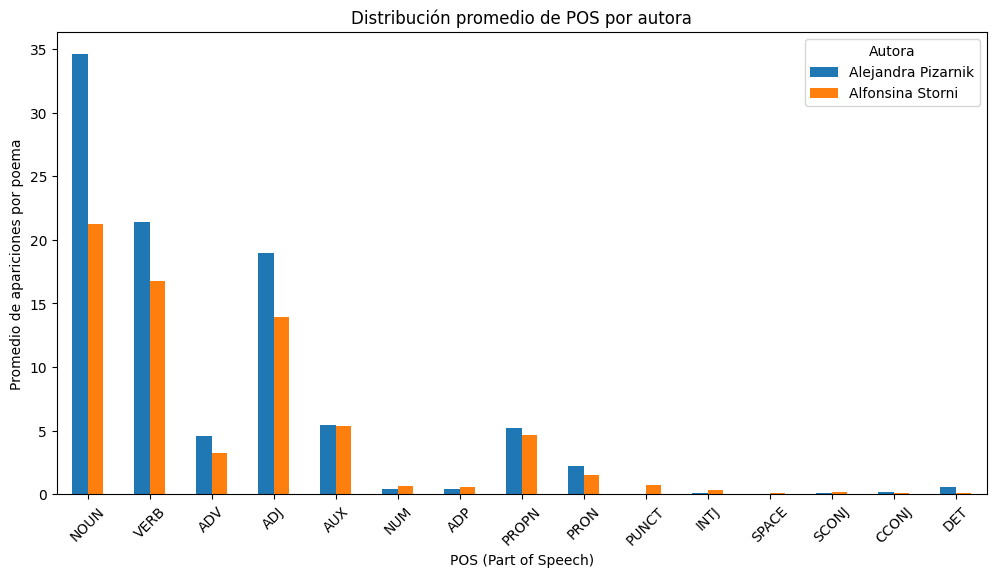 Distribución promedio de POS por autora
Autora
Alejandra Pizarnik
Alfonsina Storni
Promedio de apariciones por poema
35
30
25
20
15
10
5
0
NOUN
VERB
ADV
ADJ
AUX
NUM
ADP
PROPN
PRON
PUNCT
INTJ
SPACE
SCONJ
CCONJ
DET
POS (Part of Speech)